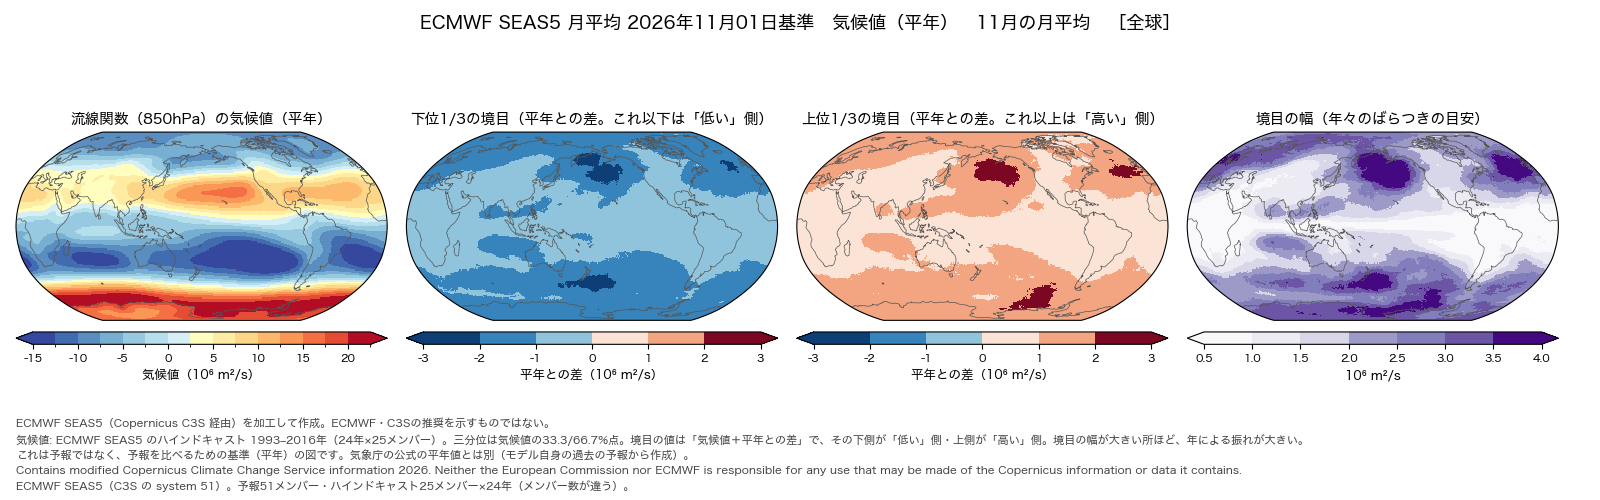 ECMWF SEAS5 月平均 2026年11月01日基準　気候値（平年）　11月の月平均　［全球］
流線関数（850hPa）の気候値（平年）
下位1/3の境目（平年との差。これ以下は「低い」側）
上位1/3の境目（平年との差。これ以上は「高い」側）
境目の幅（年々のばらつきの目安）
-15 -10 -5 0 5 10 15 20
-3 -2 -1 0 1 2 3
-3 -2 -1 0 1 2 3
0.5 1.0 1.5 2.0 2.5 3.0 3.5 4.0
気候値（10⁶ m²/s）
平年との差（10⁶ m²/s）
平年との差（10⁶ m²/s）
10⁶ m²/s
ECMWF SEAS5（Copernicus C3S 経由）を加工して作成。ECMWF・C3Sの推奨を示すものではない。
気候値: ECMWF SEAS5 のハインドキャスト 1993–2016年（24年×25メンバー）。三分位は気候値の33.3/66.7%点。境目の値は「気候値＋平年との差」で、その下側が「低い」側・上側が「高い」側。境目の幅が大きい所ほど、年による振れが大きい。
これは予報ではなく、予報を比べるための基準（平年）の図です。気象庁の公式の平年値とは別（モデル自身の過去の予報から作成）。
Contains modified Copernicus Climate Change Service information 2026. Neither the European Commission nor ECMWF is responsible for any use that may be made of the Copernicus information or data it contains.
ECMWF SEAS5（C3S の system 51）。予報51メンバー・ハインドキャスト25メンバー×24年（メンバー数が違う）。